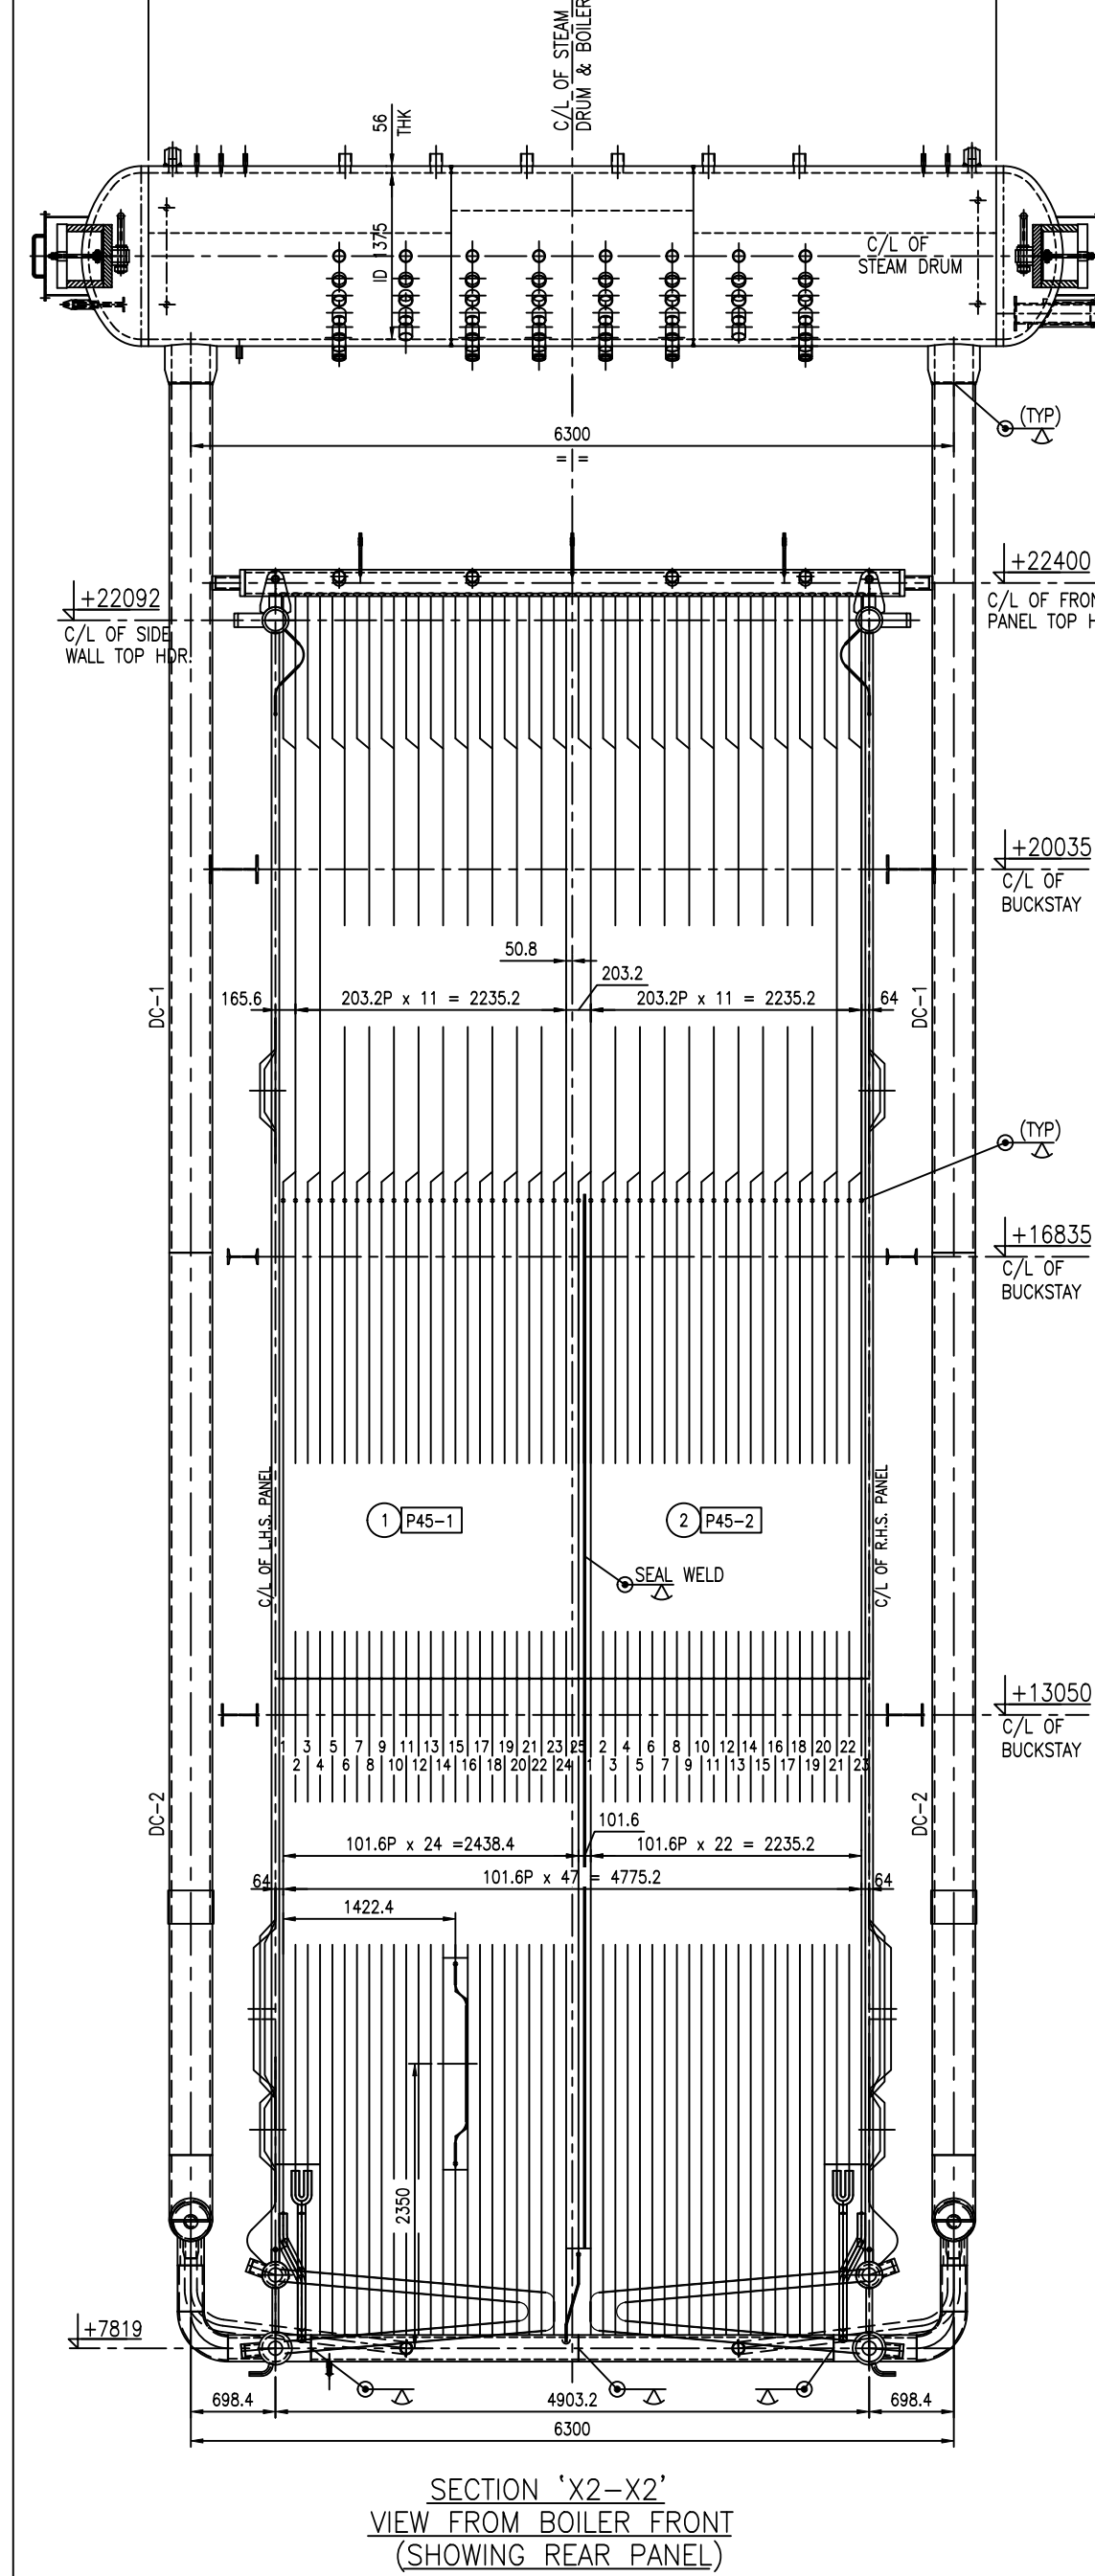 C/L OF STEAM
DRUM & BOILER
56
THK
ID 1375
C/L OF
STEAM DRUM
(TYP)
6300
= =
+22400
C/L OF
PANEL TOP
+22092
C/L OF SIDE
WALL TOP HDR.
+20035
C/L OF
BUCKSTAY
50.8
203.2
165.6
203.2P x 11 = 2235.2
203.2P x 11 = 2235.2
64
DC-1
DC-1
(TYP)
+16835
C/L OF
BUCKSTAY
C/L OF L.H.S. PANEL
1 P45-1
2 P45-2
C/L OF R.H.S. PANEL
SEAL WELD
+13050
C/L OF
BUCKSTAY
1 3 5 7 9 11 13 15 17 19 21 23 25 2 4 6 8 10 12 14 16 18 20 22
2 4 6 8 10 12 14 16 18 20 22 24 1 3 5 7 9 11 13 15 17 19 21 23
DC-2
DC-2
101.6
101.6P x 24 =2438.4
101.6P x 22 = 2235.2
64
101.6P x 47 = 4775.2
64
1422.4
2350
+7819
698.4
4903.2
698.4
6300
SECTION ‘X2-X2’
VIEW FROM BOILER FRONT
(SHOWING REAR PANEL)